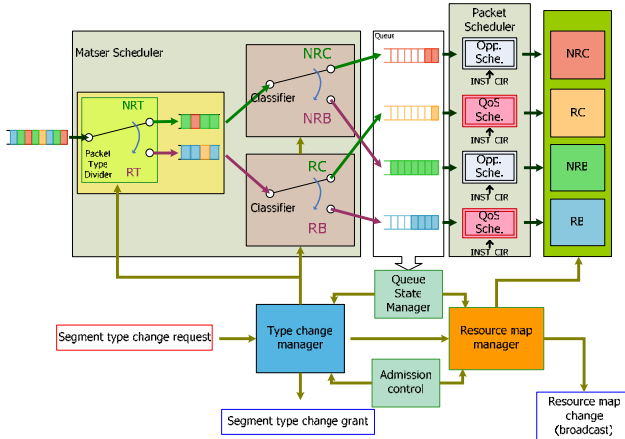 Matser Scheduler
Packet
Scheduler
Queue
NRC
Classifier
NRB
NRT
Packet
Type
Divider
RT
RC
Classifier
RB
Opp.
Sche.
INST CIR
QoS
Sche.
INST CIR
Opp.
Sche.
INST CIR
QoS
Sche.
INST CIR
NRC
RC
NRB
RB
Queue
State
Manager
Segment type change request
Type change
manager
Resource map
manager
Admission
control
Segment type change grant
Resource map
change
(broadcast)